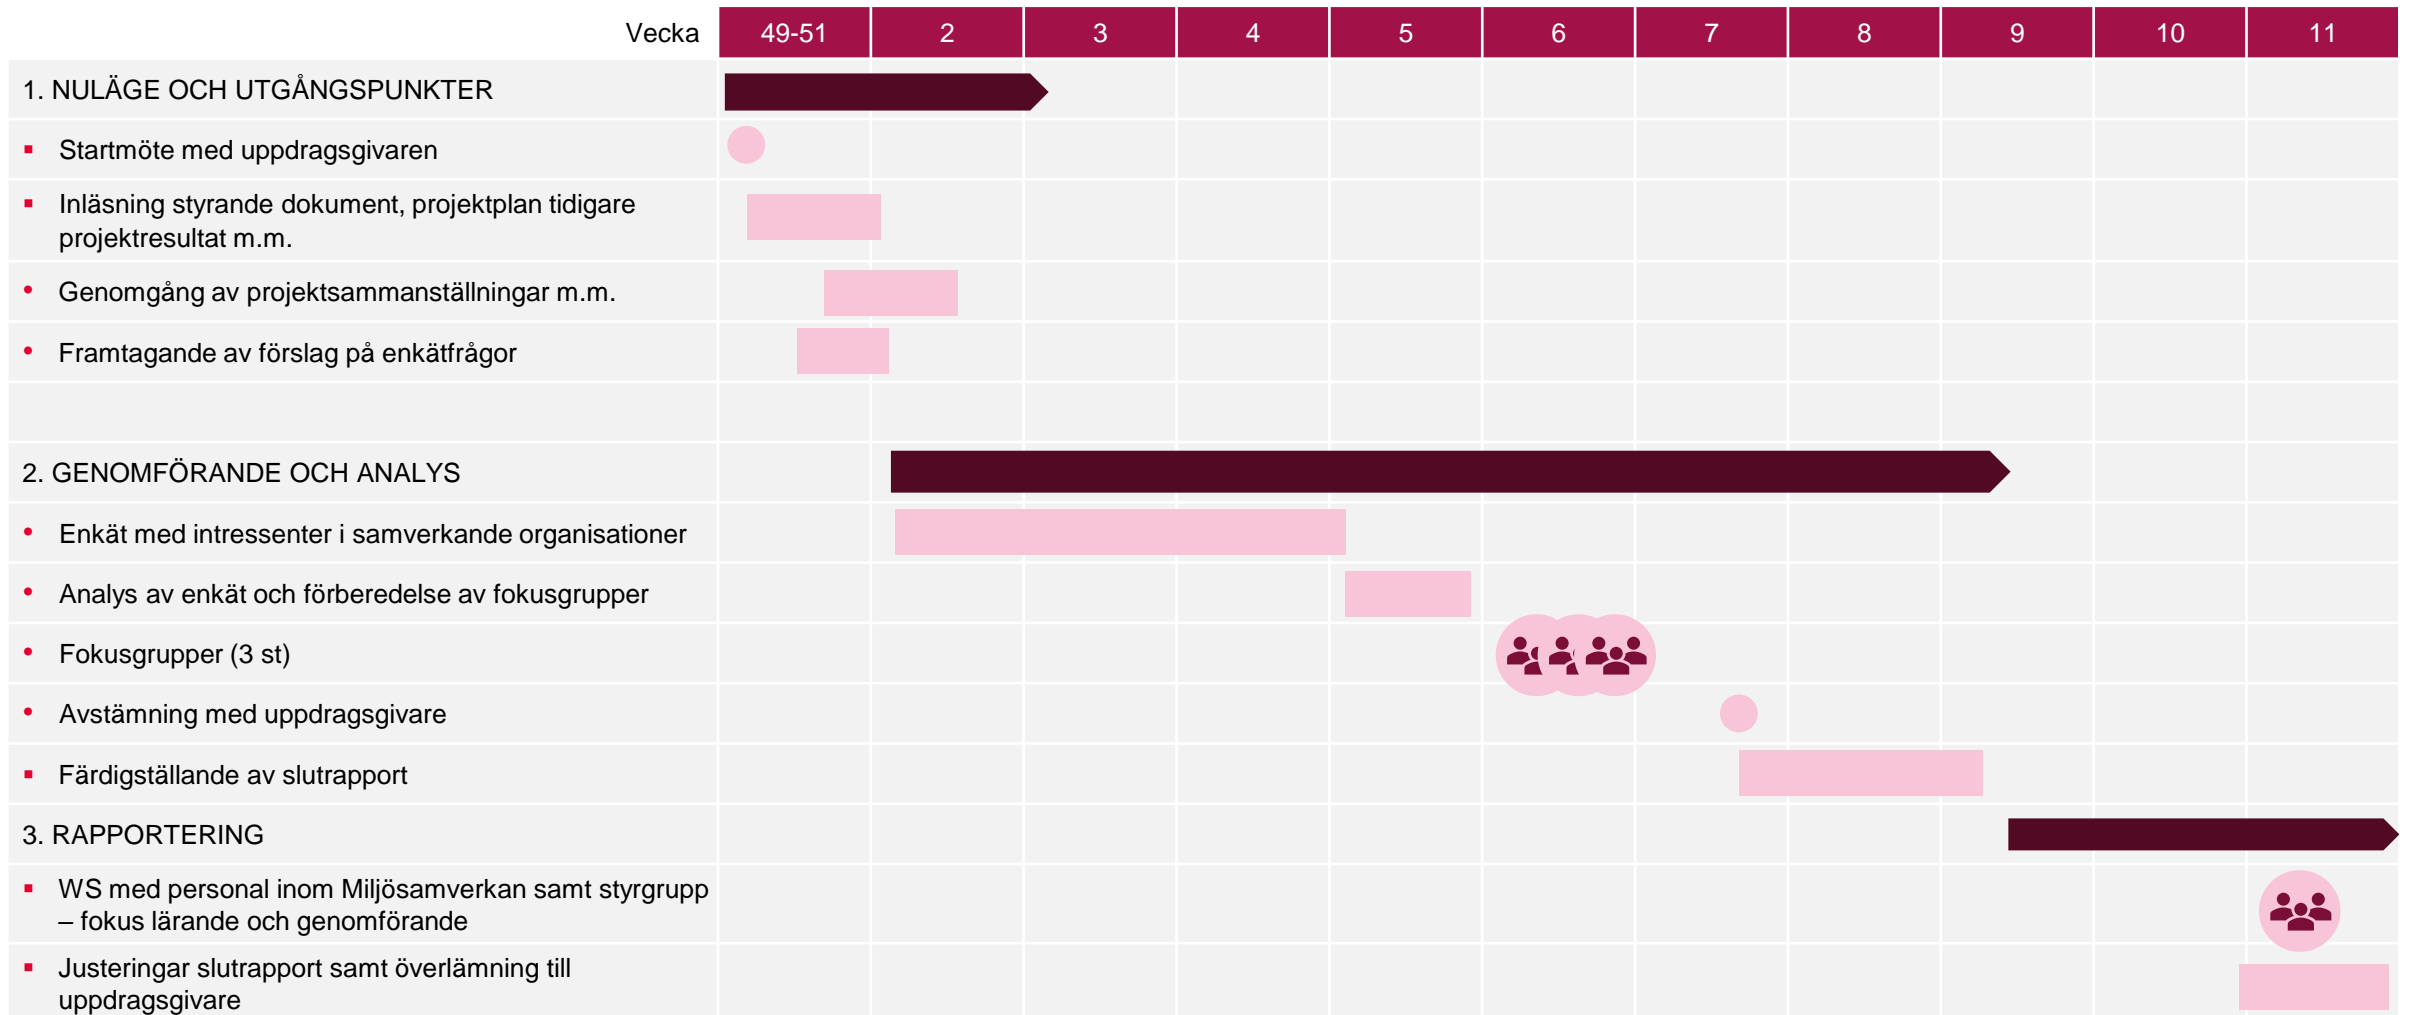 Vecka 49-51 2 3 4 5 6 7 8 9 10 11
1. NULÄGE OCH UTGÅNGSPUNKTER
▪ Startmöte med uppdragsgivaren
▪ Inläsning styrande dokument, projektplan tidigare
projektresultat m.m.
• Genomgång av projektsammanställningar m.m.
• Framtagande av förslag på enkätfrågor
2. GENOMFÖRANDE OCH ANALYS
• Enkät med intressenter i samverkande organisationer
• Analys av enkät och förberedelse av fokusgrupper
• Fokusgrupper (3 st)
• Avstämning med uppdragsgivare
▪ Färdigställande av slutrapport
3. RAPPORTERING
▪ WS med personal inom Miljösamverkan samt styrgrupp
– fokus lärande och genomförande
▪ Justeringar slutrapport samt överlämning till
uppdragsgivare